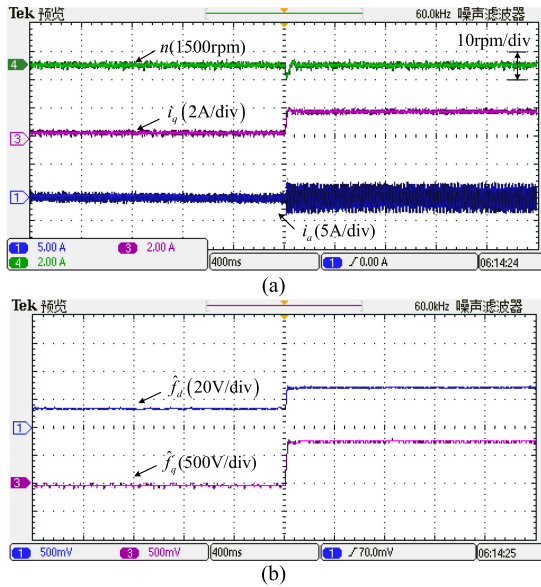 Tek 预览 60.0kHz 噪声滤波器
n(1500rpm)
10rpm/div
4
i_q(2A/div)
3
1
i_a(5A/div)
1 5.00 A 3 2.00 A
4 2.00 A 400ms 1 0.00 A 06:14:24
(a)
Tek 预览 60.0kHz 噪声滤波器
f̂_d(20V/div)
1
f̂_q(500V/div)
3
1 500mV 3 500mV 400ms 1 70.0mV 06:14:25
(b)